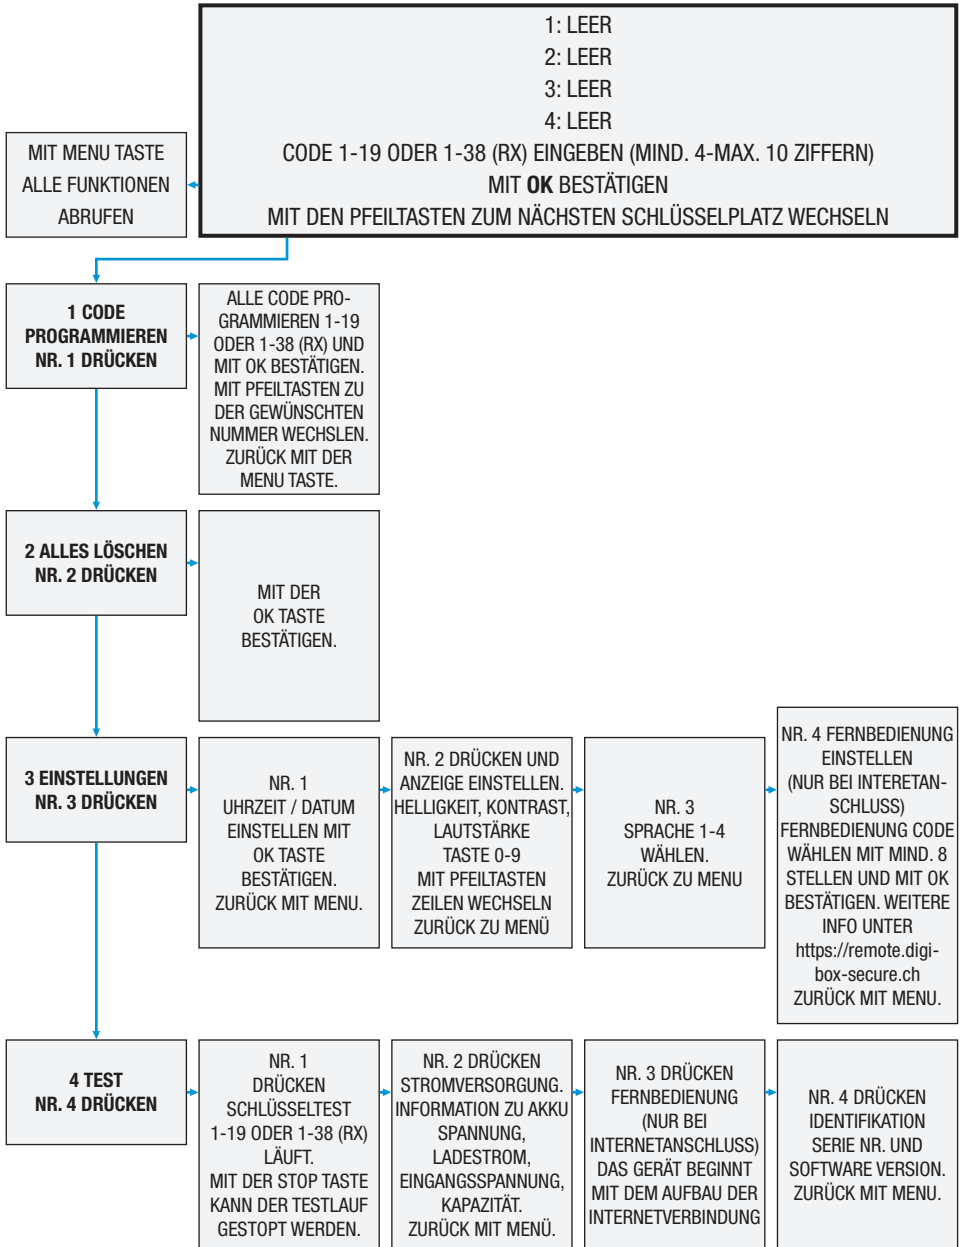 1: LEER
2: LEER
3: LEER
4: LEER
CODE 1-19 ODER 1-38 (RX) EINGEBEN (MIND. 4-MAX. 10 ZIFFERN)
MIT OK BESTÄTIGEN
MIT DEN PFEILTASTEN ZUM NÄCHSTEN SCHLÜSSELPLATZ WECHSELN
MIT MENU TASTE
ALLE FUNKTIONEN
ABRUFEN
1 CODE
PROGRAMMIEREN
NR. 1 DRÜCKEN
ALLE CODE PRO-
GRAMMIEREN 1-19
ODER 1-38 (RX) UND
MIT OK BESTÄTIGEN.
MIT PFEILTASTEN ZU
DER GEWÜNSCHTEN
NUMMER WECHSLEN.
ZURÜCK MIT DER
MENU TASTE.
2 ALLES LÖSCHEN
NR. 2 DRÜCKEN
MIT DER
OK TASTE
BESTÄTIGEN.
3 EINSTELLUNGEN
NR. 3 DRÜCKEN
NR. 1
UHRZEIT / DATUM
EINSTELLEN MIT
OK TASTE
BESTÄTIGEN.
ZURÜCK MIT MENU.
NR. 2 DRÜCKEN UND
ANZEIGE EINSTELLEN.
HELLIGKEIT, KONTRAST,
LAUTSTÄRKE
TASTE 0-9
MIT PFEILTASTEN
ZEILEN WECHSELN
ZURÜCK ZU MENÜ
NR. 3
SPRACHE 1-4
WÄHLEN.
ZURÜCK ZU MENU
NR. 4 FERNBEDIENUNG
EINSTELLEN
(NUR BEI INTERETAN-
SCHLUSS)
FERNBEDIENUNG CODE
WÄHLEN MIT MIND. 8
STELLEN UND MIT OK
BESTÄTIGEN. WEITERE
INFO UNTER
https://remote.digi-
box-secure.ch
ZURÜCK MIT MENU.
4 TEST
NR. 4 DRÜCKEN
NR. 1
DRÜCKEN
SCHLÜSSELTEST
1-19 ODER 1-38 (RX)
LÄUFT.
MIT DER STOP TASTE
KANN DER TESTLAUF
GESTOPT WERDEN.
NR. 2 DRÜCKEN
STROMVERSORGUNG.
INFORMATION ZU AKKU
SPANNUNG,
LADESTROM,
EINGANGSSPANNUNG,
KAPAZITÄT.
ZURÜCK MIT MENÜ.
NR. 3 DRÜCKEN
FERNBEDIENUNG
(NUR BEI
INTERNETANSCHLUSS)
DAS GERÄT BEGINNT
MIT DEM AUFBAU DER
INTERNETVERBINDUNG
NR. 4 DRÜCKEN
IDENTIFIKATION
SERIE NR. UND
SOFTWARE VERSION.
ZURÜCK MIT MENU.